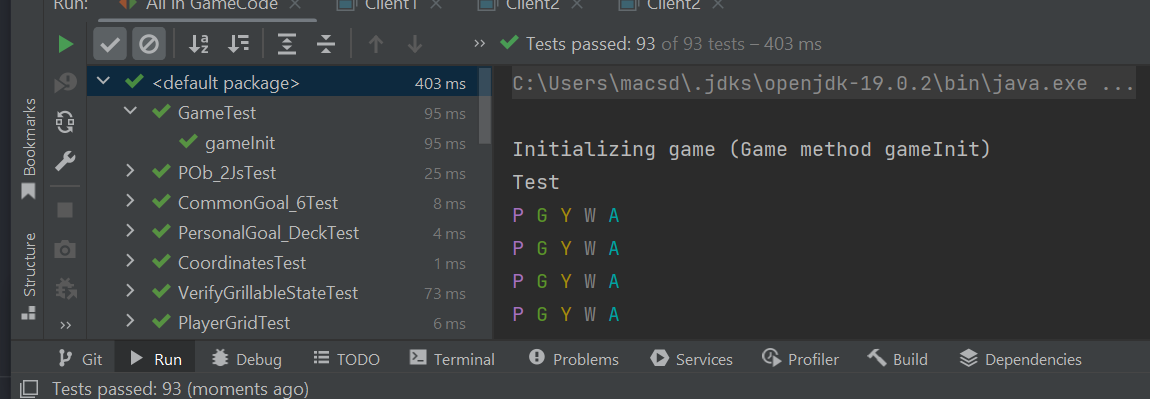 Run:
All in GameCode
Client1
Client2
Client2
Tests passed: 93 of 93 tests – 403 ms
<default package> 403 ms
GameTest 95 ms
gameInit 95 ms
POb_2JsTest 25 ms
CommonGoal_6Test 8 ms
PersonalGoal_DeckTest 4 ms
CoordinatesTest 1 ms
VerifyGrillableStateTest 73 ms
PlayerGridTest 6 ms
C:\Users\macsd\.jdks\openjdk-19.0.2\bin\java.exe ...
Initializing game (Game method gameInit)
Test
P G Y W A
P G Y W A
P G Y W A
P G Y W A
Bookmarks
Structure
Git
Run
Debug
TODO
Terminal
Problems
Services
Profiler
Build
Dependencies
Tests passed: 93 (moments ago)